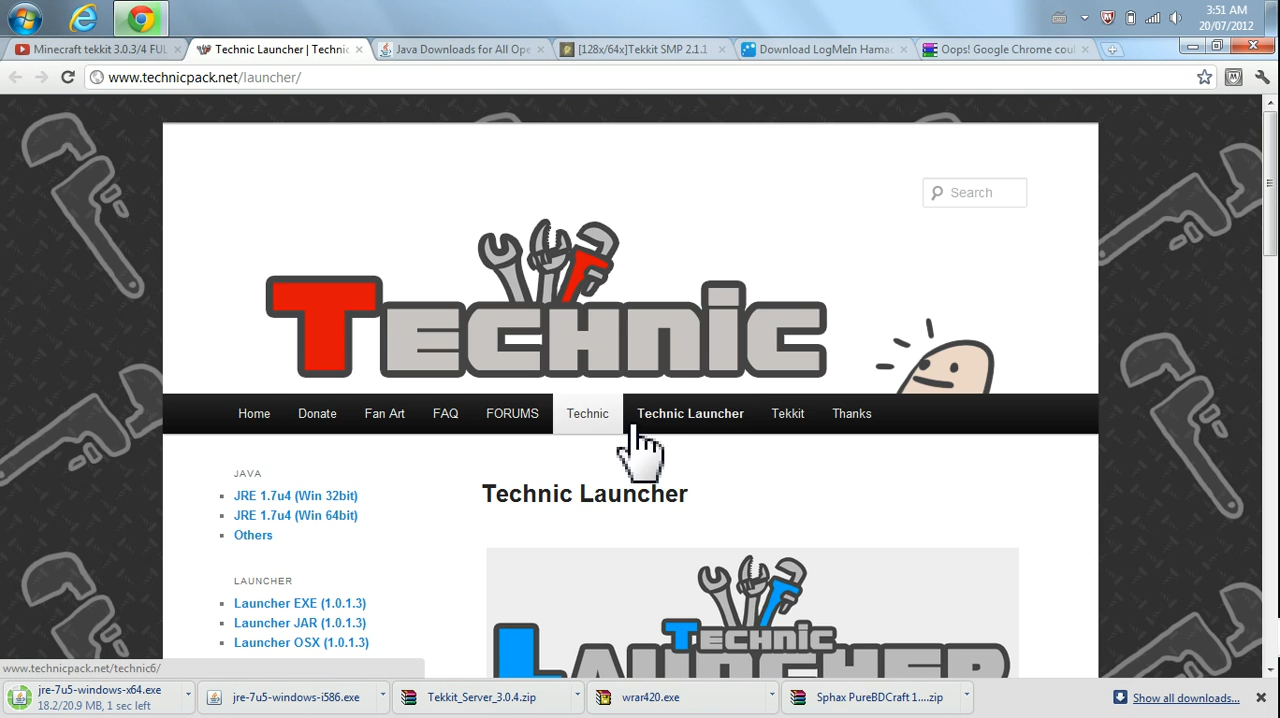 3:51 AM
20/07/2012
Minecraft tekkit 3.0.3/4 FUL
Technic Launcher | Technic
Java Downloads for All Ope
[128x/64x]Tekkit SMP 2.1.1
Download LogMeIn Hamac
Oops! Google Chrome coul
www.technicpack.net/launcher/
Search
TECHNIC
Home
Donate
Fan Art
FAQ
FORUMS
Technic
Technic Launcher
Tekkit
Thanks
JAVA
JRE 1.7u4 (Win 32bit)
JRE 1.7u4 (Win 64bit)
Others
LAUNCHER
Launcher EXE (1.0.1.3)
Launcher JAR (1.0.1.3)
Launcher OSX (1.0.1.3)
Technic Launcher
TECHNIC
LAUNCHER
www.technicpack.net/technic6/
jre-7u5-windows-x64.exe
18.2/20.9 MB, 1 sec left
jre-7u5-windows-i586.exe
Tekkit_Server_3.0.4.zip
wrar420.exe
Sphax PureBDCraft 1....zip
Show all downloads...